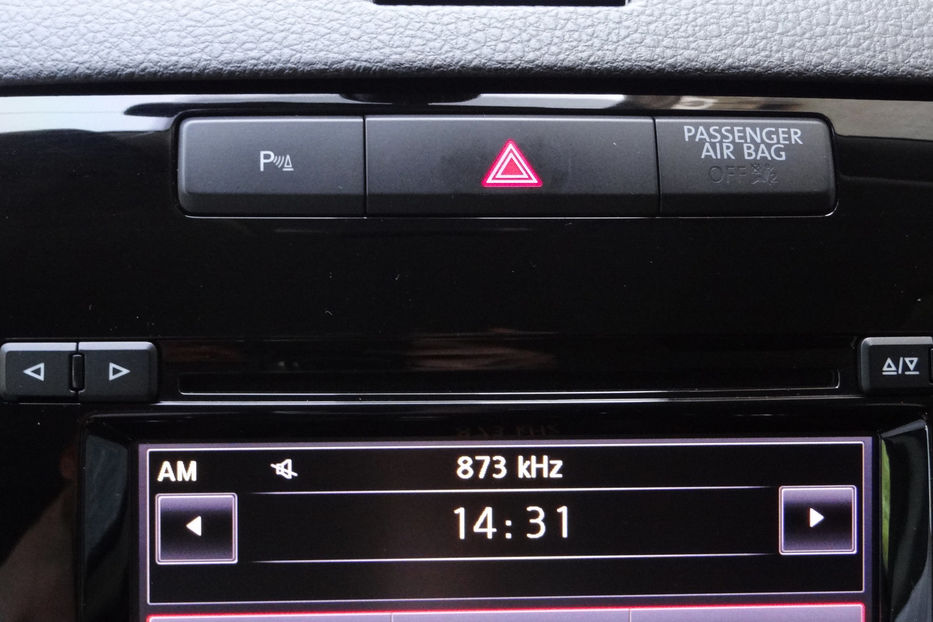 P
PASSENGER
AIR BAG
OFF
AM 873 kHz
14:31